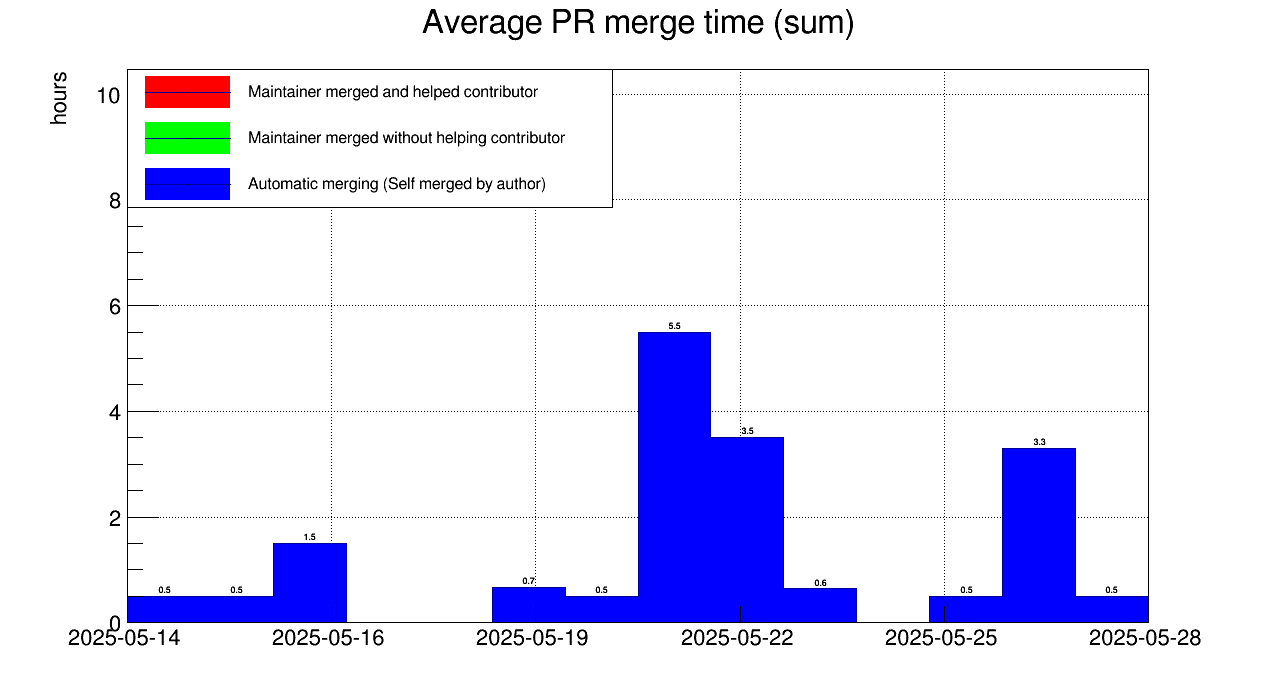 Average PR merge time (sum)
hours
Maintainer merged and helped contributor
Maintainer merged without helping contributor
Automatic merging (Self merged by author)
10
8
6
4
2
0
0.5 0.5 1.5 0.7 0.5 5.5 3.5 0.6 0.5 3.3 0.5
2025-05-14 2025-05-16 2025-05-19 2025-05-22 2025-05-25 2025-05-28